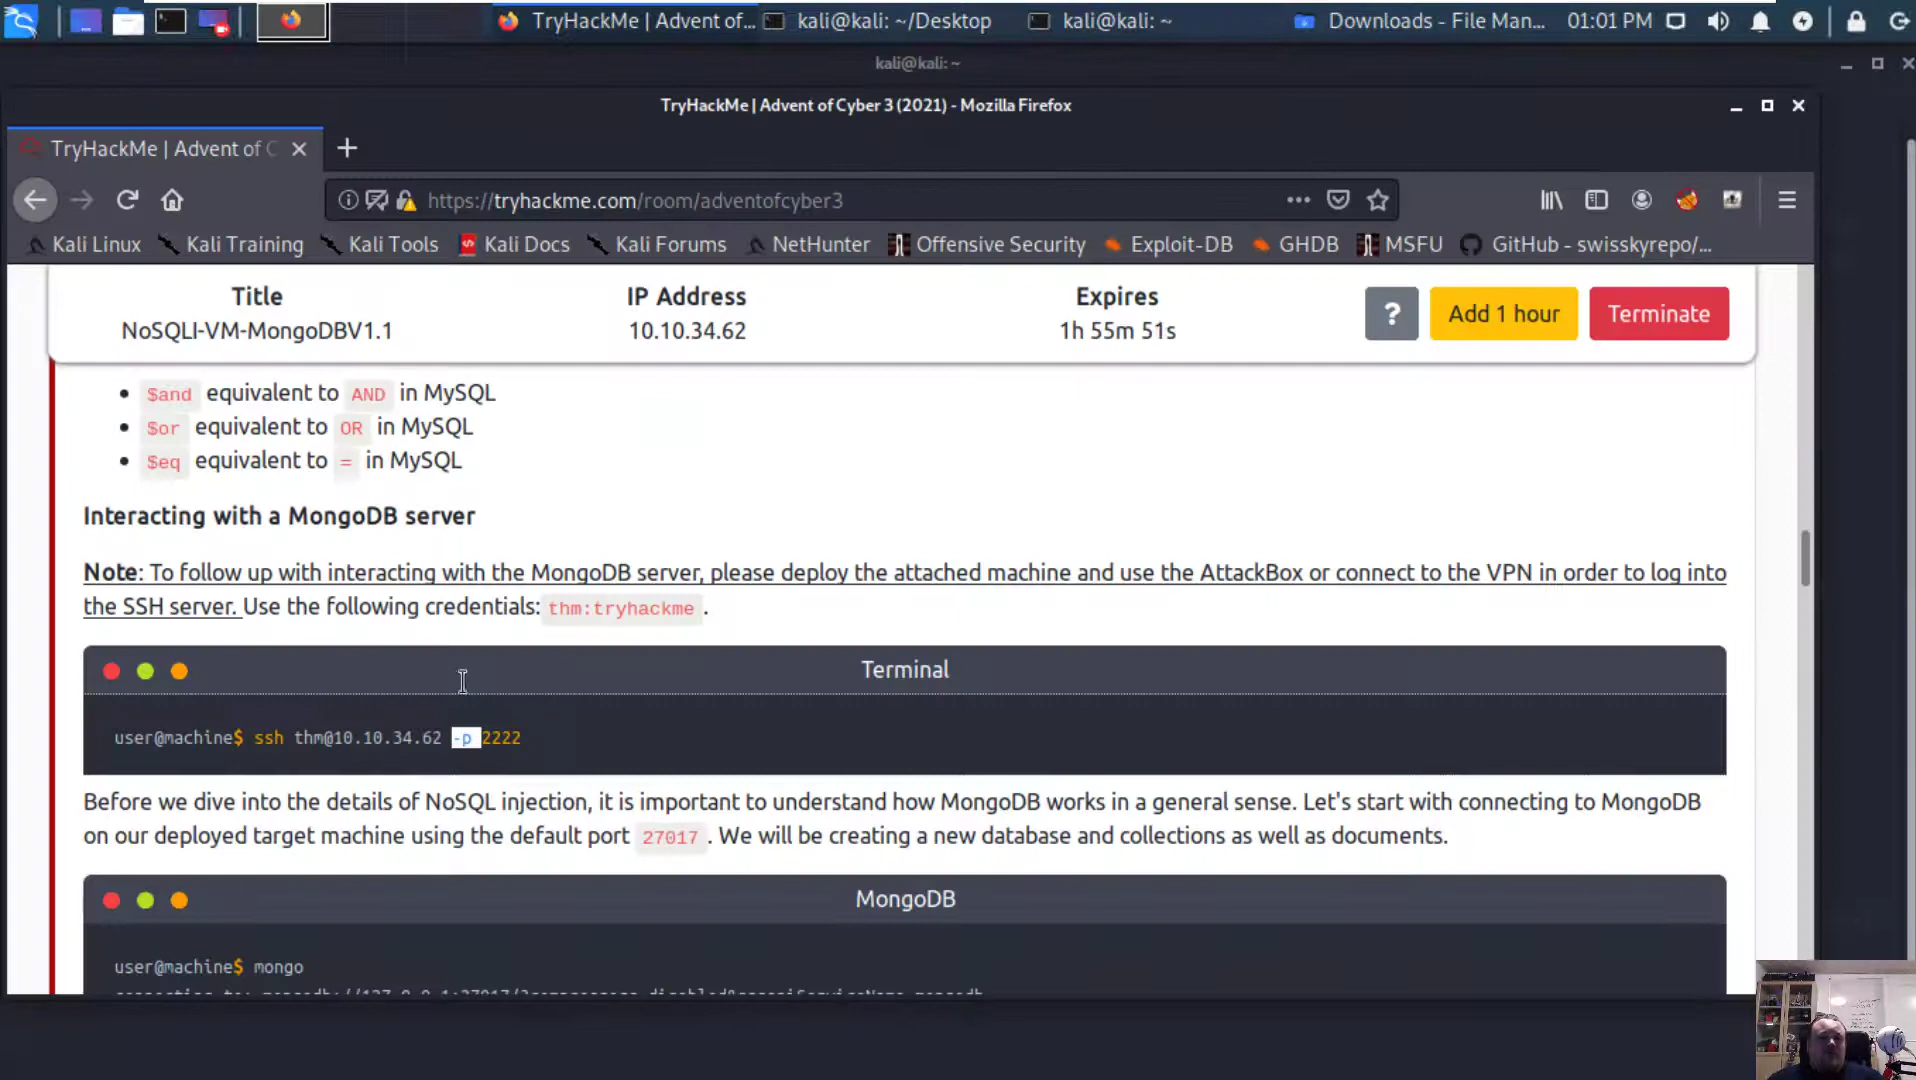 TryHackMe | Advent of... kali@kali: ~/Desktop kali@kali: ~ Downloads - File Man... 01:01 PM
kali@kali: ~
TryHackMe | Advent of Cyber 3 (2021) - Mozilla Firefox
TryHackMe | Advent of C
https://tryhackme.com/room/adventofcyber3
Kali Linux Kali Training Kali Tools Kali Docs Kali Forums NetHunter Offensive Security Exploit-DB GHDB MSFU GitHub - swisskyrepo/...
Title IP Address Expires
NoSQLI-VM-MongoDBV1.1 10.10.34.62 1h 55m 51s
? Add 1 hour Terminate
• $and equivalent to AND in MySQL
• $or equivalent to OR in MySQL
• $eq equivalent to = in MySQL
Interacting with a MongoDB server
Note: To follow up with interacting with the MongoDB server, please deploy the attached machine and use the AttackBox or connect to the VPN in order to log into
the SSH server. Use the following credentials: thm:tryhackme .
Terminal
user@machine$ ssh thm@10.10.34.62 -p 2222
Before we dive into the details of NoSQL injection, it is important to understand how MongoDB works in a general sense. Let's start with connecting to MongoDB
on our deployed target machine using the default port 27017 . We will be creating a new database and collections as well as documents.
MongoDB
user@machine$ mongo